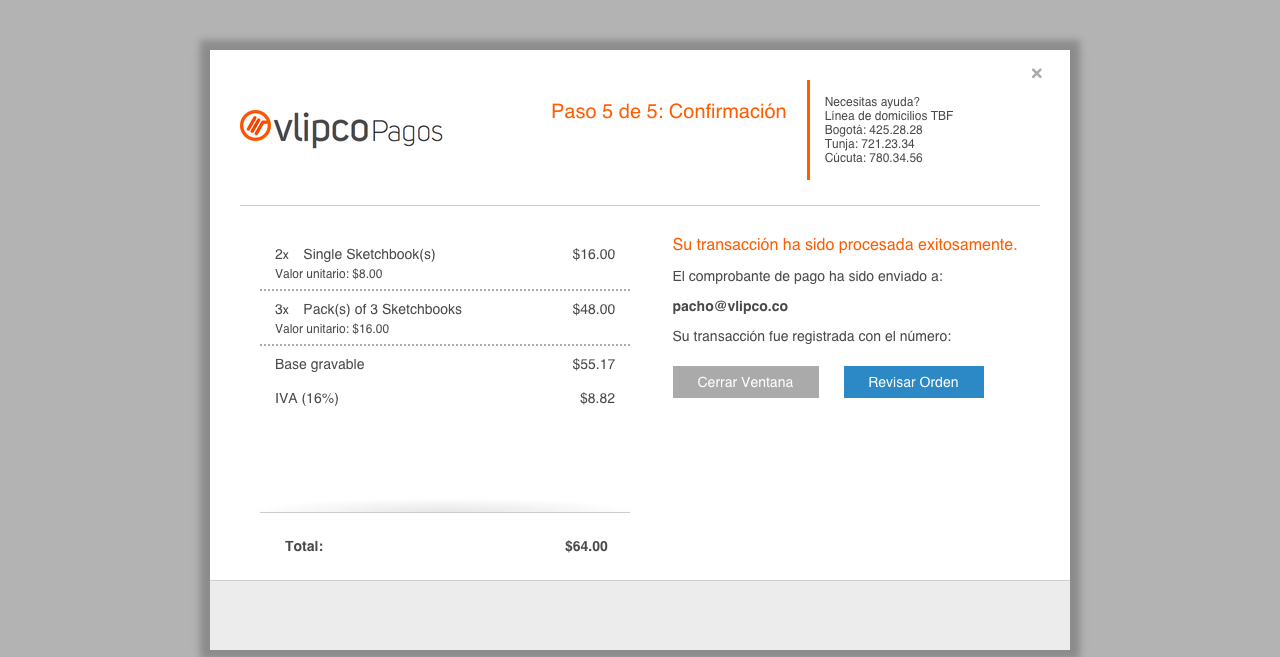 vlipco Pagos
Paso 5 de 5: Confirmación
Necesitas ayuda?
Línea de domicilios TBF
Bogotá: 425.28.28
Tunja: 721.23.34
Cúcuta: 780.34.56
2x Single Sketchbook(s) $16.00
Valor unitario: $8.00
3x Pack(s) of 3 Sketchbooks $48.00
Valor unitario: $16.00
Base gravable $55.17
IVA (16%) $8.82
Total: $64.00
Su transacción ha sido procesada exitosamente.
El comprobante de pago ha sido enviado a:
pacho@vlipco.co
Su transacción fue registrada con el número:
Cerrar Ventana Revisar Orden